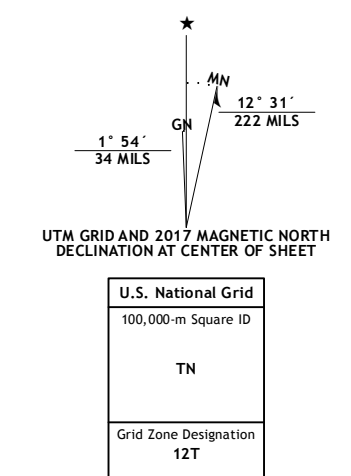 ★
MN
12° 31´
222 MILS
GN
1° 54´
34 MILS
UTM GRID AND 2017 MAGNETIC NORTH
DECLINATION AT CENTER OF SHEET
U.S. National Grid
100,000-m Square ID
TN
Grid Zone Designation
12T